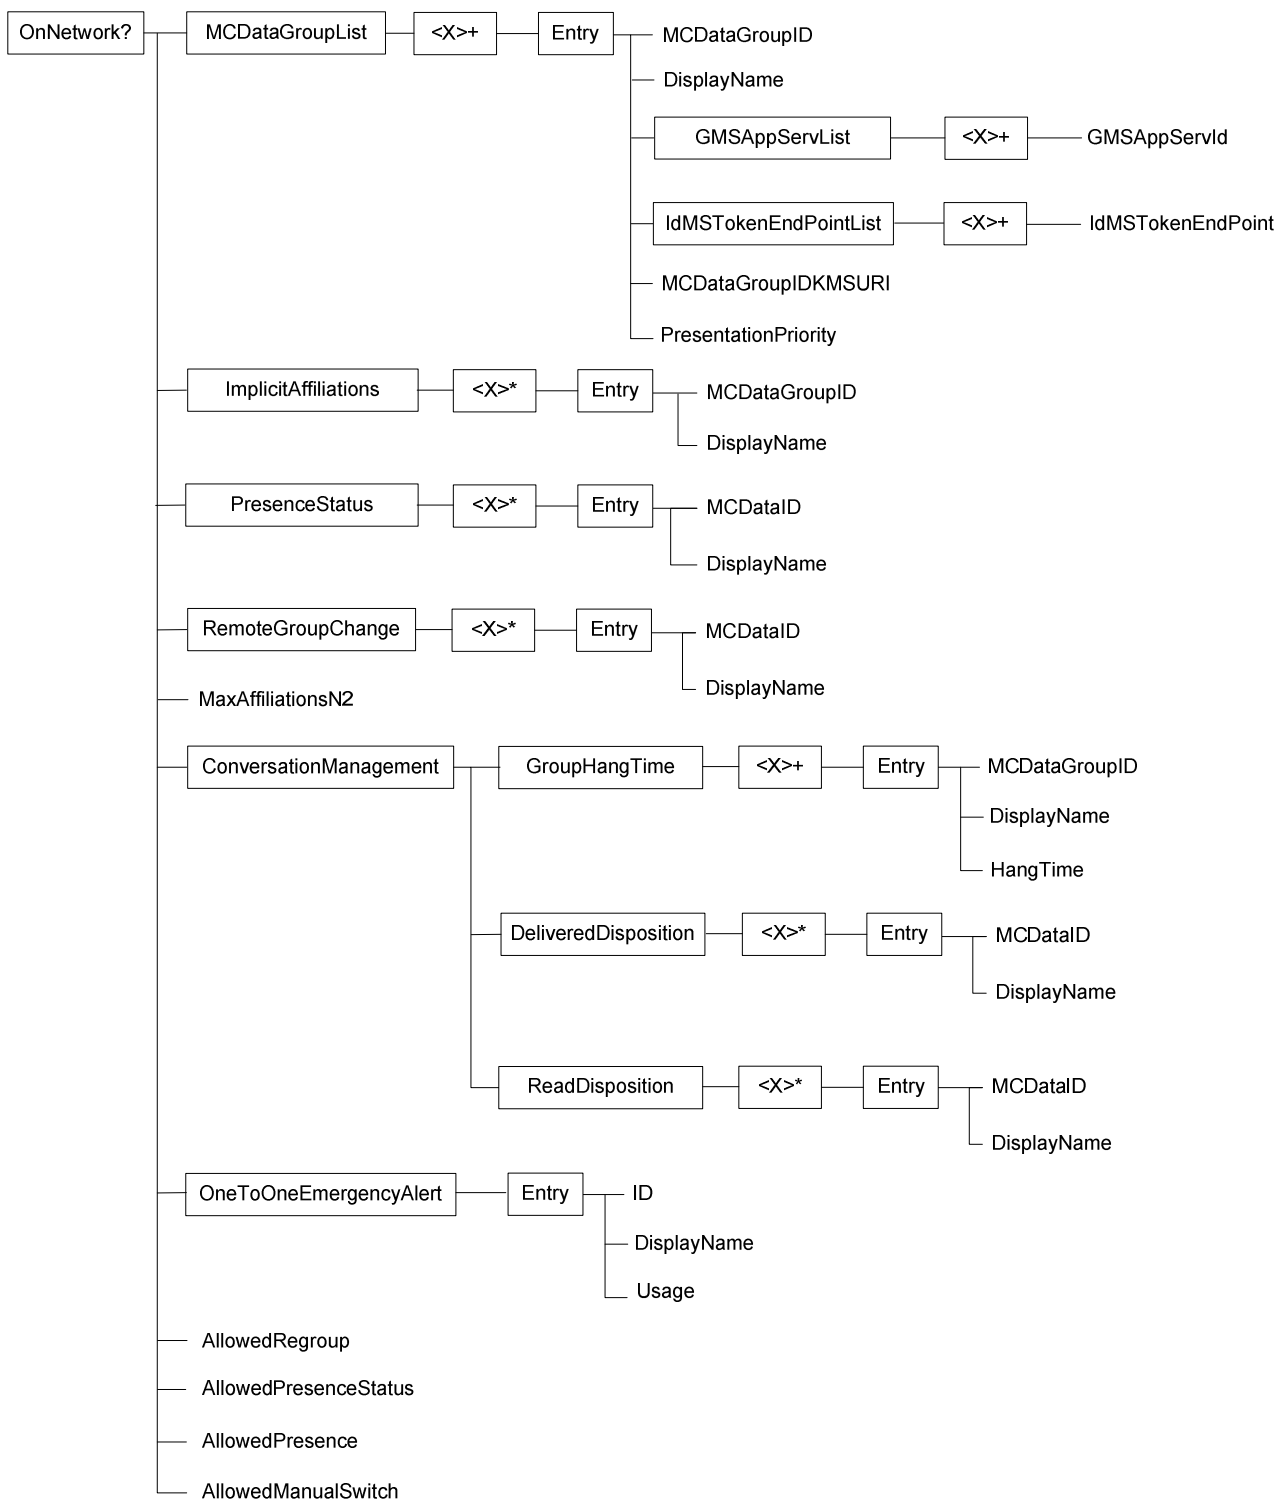 OnNetwork? MCDataGroupList <X>+ Entry MCDataGroupID
DisplayName
GMSAppServList <X>+ GMSAppServId
IdMSTokenEndPointList <X>+ IdMSTokenEndPoint
MCDataGroupIDKMSURI
PresentationPriority
ImplicitAffiliations <X>* Entry MCDataGroupID
DisplayName
PresenceStatus <X>* Entry MCDataID
DisplayName
RemoteGroupChange <X>* Entry MCDataID
DisplayName
MaxAffiliationsN2
ConversationManagement GroupHangTime <X>+ Entry MCDataGroupID
DisplayName
HangTime
DeliveredDisposition <X>* Entry MCDataID
DisplayName
ReadDisposition <X>* Entry MCDataID
DisplayName
OneToOneEmergencyAlert Entry ID
DisplayName
Usage
AllowedRegroup
AllowedPresenceStatus
AllowedPresence
AllowedManualSwitch